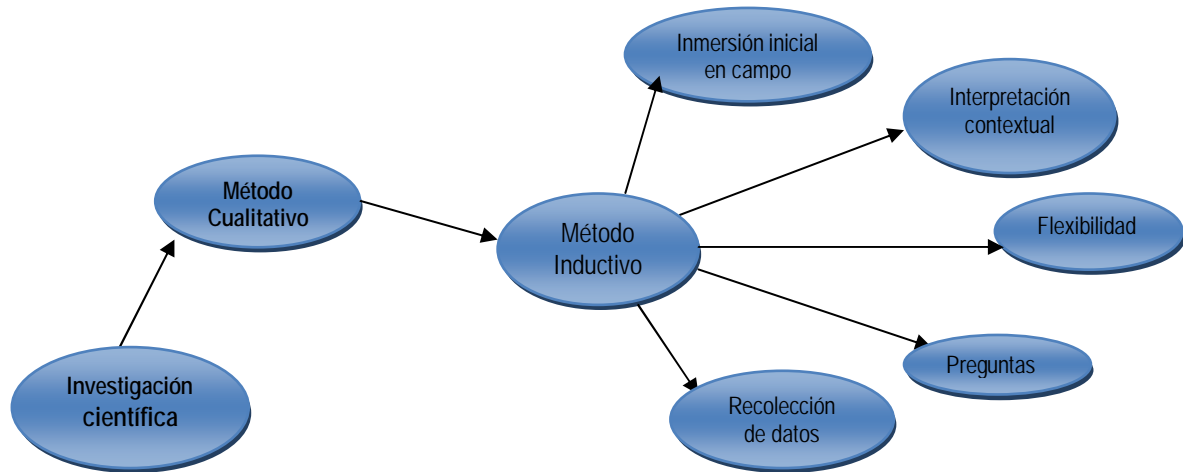 Inmersión inicial
en campo
Interpretación
contextual
Método
Cualitativo
Flexibilidad
Método
Inductivo
Preguntas
Investigación
científica
Recolección
de datos